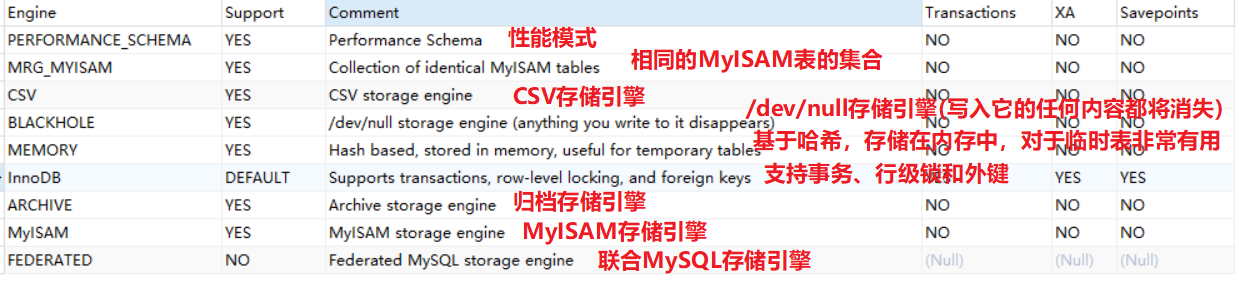 Engine Support Comment Transactions XA Savepoints
PERFORMANCE_SCHEMA YES Performance Schema 性能模式 NO NO NO
MRG_MYISAM YES Collection of identical MyISAM tables 相同的MyISAM表的集合 NO NO NO
CSV YES CSV storage engine CSV存储引擎 NO NO NO
BLACKHOLE YES /dev/null storage engine (anything you write to it disappears) /dev/null存储引擎(写入它的任何内容都将消失) NO NO NO
MEMORY YES Hash based, stored in memory, useful for temporary tables 基于哈希，存储在内存中，对于临时表非常有用 NO NO NO
InnoDB DEFAULT Supports transactions, row-level locking, and foreign keys 支持事务、行级锁和外键 YES YES YES
ARCHIVE YES Archive storage engine 归档存储引擎 NO NO NO
MyISAM YES MyISAM storage engine MyISAM存储引擎 NO NO NO
FEDERATED NO Federated MySQL storage engine 联合MySQL存储引擎 (Null) (Null) (Null)